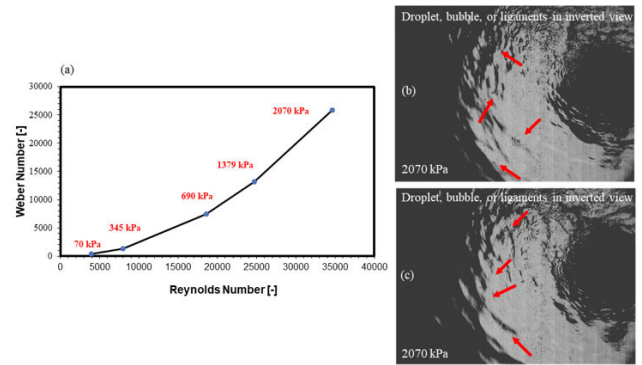 (a)
30000
25000
20000
15000
10000
5000
0
Weber Number [-]
2070 kPa
1379 kPa
690 kPa
345 kPa
70 kPa
0 5000 10000 15000 20000 25000 30000 35000 40000
Reynolds Number [-]
Droplet, bubble, or ligaments in inverted view
(b)
2070 kPa
Droplet, bubble, or ligaments in inverted view
(c)
2070 kPa